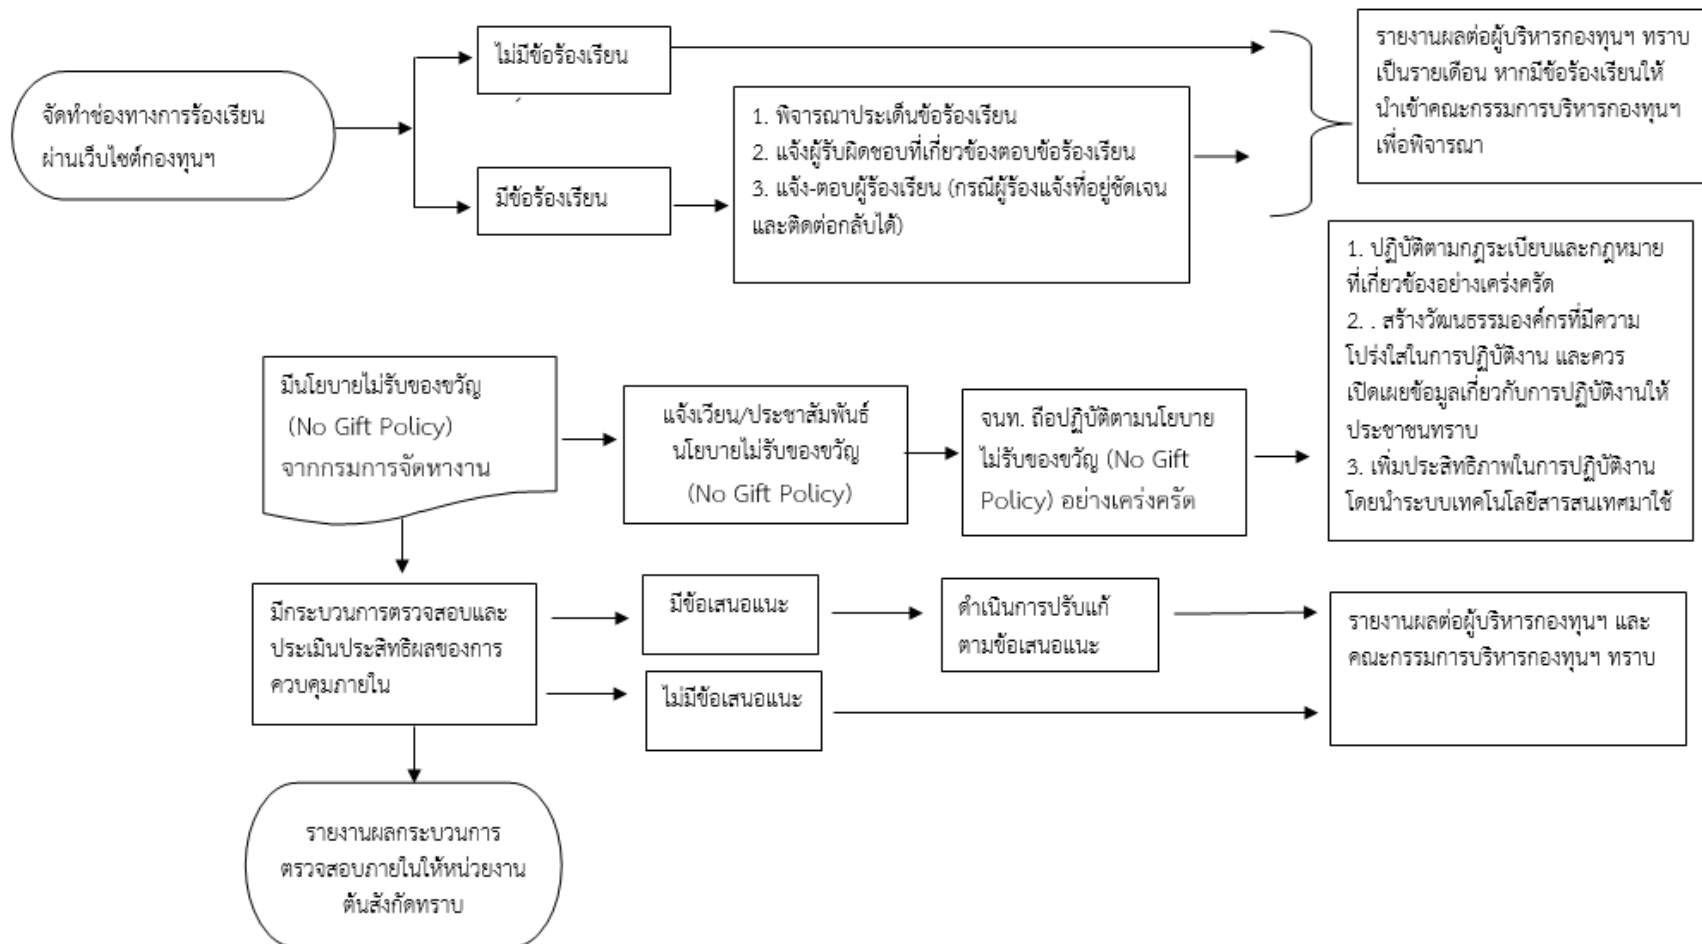 จัดทำช่องทางการร้องเรียน
ผ่านเว็บไซต์กองทุนฯ
ไม่มีข้อร้องเรียน
มีข้อร้องเรียน
1. พิจารณาประเด็นข้อร้องเรียน
2. แจ้งผู้รับผิดชอบที่เกี่ยวข้องตอบข้อร้องเรียน
3. แจ้ง-ตอบผู้ร้องเรียน (กรณีผู้ร้องแจ้งที่อยู่ชัดเจน
และติดต่อกลับได้)
รายงานผลต่อผู้บริหารกองทุนฯ ทราบ
เป็นรายเดือน หากมีข้อร้องเรียนให้
นำเข้าคณะกรรมการบริหารกองทุนฯ
เพื่อพิจารณา
มีนโยบายไม่รับของขวัญ
(No Gift Policy)
จากกรมการจัดหางาน
แจ้งเวียน/ประชาสัมพันธ์
นโยบายไม่รับของขวัญ
(No Gift Policy)
จนท. ถือปฏิบัติตามนโยบาย
ไม่รับของขวัญ (No Gift
Policy) อย่างเคร่งครัด
1. ปฏิบัติตามกฎระเบียบและกฎหมาย
ที่เกี่ยวข้องอย่างเคร่งครัด
2. . สร้างวัฒนธรรมองค์กรที่มีความ
โปร่งใสในการปฏิบัติงาน และควร
เปิดเผยข้อมูลเกี่ยวกับการปฏิบัติงานให้
ประชาชนทราบ
3. เพิ่มประสิทธิภาพในการปฏิบัติงาน
โดยนำระบบเทคโนโลยีสารสนเทศมาใช้
มีกระบวนการตรวจสอบและ
ประเมินประสิทธิผลของการ
ควบคุมภายใน
มีข้อเสนอแนะ
ไม่มีข้อเสนอแนะ
ดำเนินการปรับแก้
ตามข้อเสนอแนะ
รายงานผลต่อผู้บริหารกองทุนฯ และ
คณะกรรมการบริหารกองทุนฯ ทราบ
รายงานผลกระบวนการ
ตรวจสอบภายในให้หน่วยงาน
ต้นสังกัดทราบ